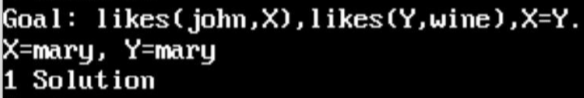 Goal: likes(john,X),likes(Y,wine),X=Y.
X=mary, Y=mary
1 Solution